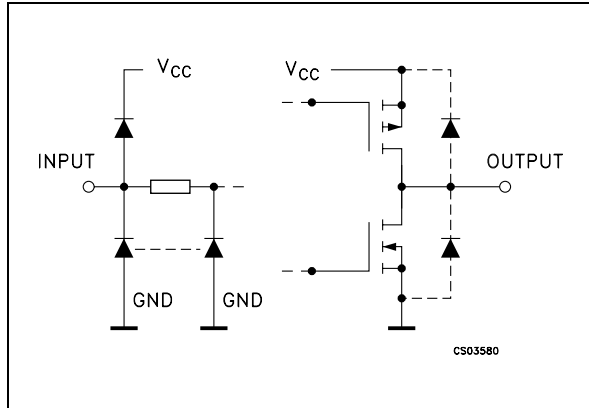 VCC
VCC
INPUT
OUTPUT
GND
GND
CS03580